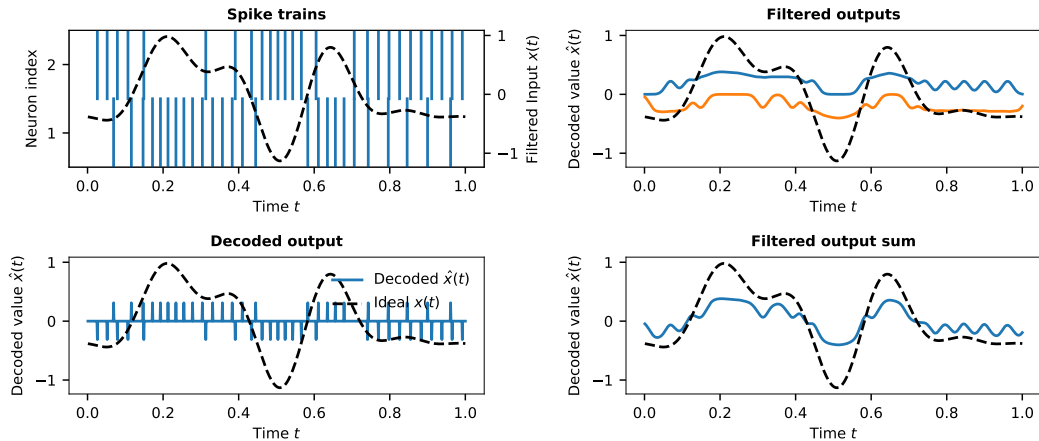 Spike trains
Neuron index
2
1
1
0
−1
Filtered Input x(t)
0.0 0.2 0.4 0.6 0.8 1.0
Time t
Filtered outputs
Decoded value x̂(t)
1
0
−1
0.0 0.2 0.4 0.6 0.8 1.0
Time t
Decoded output
Decoded value x̂(t)
1
0
−1
Decoded x̂(t)
Ideal x(t)
0.0 0.2 0.4 0.6 0.8 1.0
Time t
Filtered output sum
Decoded value x̂(t)
1
0
−1
0.0 0.2 0.4 0.6 0.8 1.0
Time t